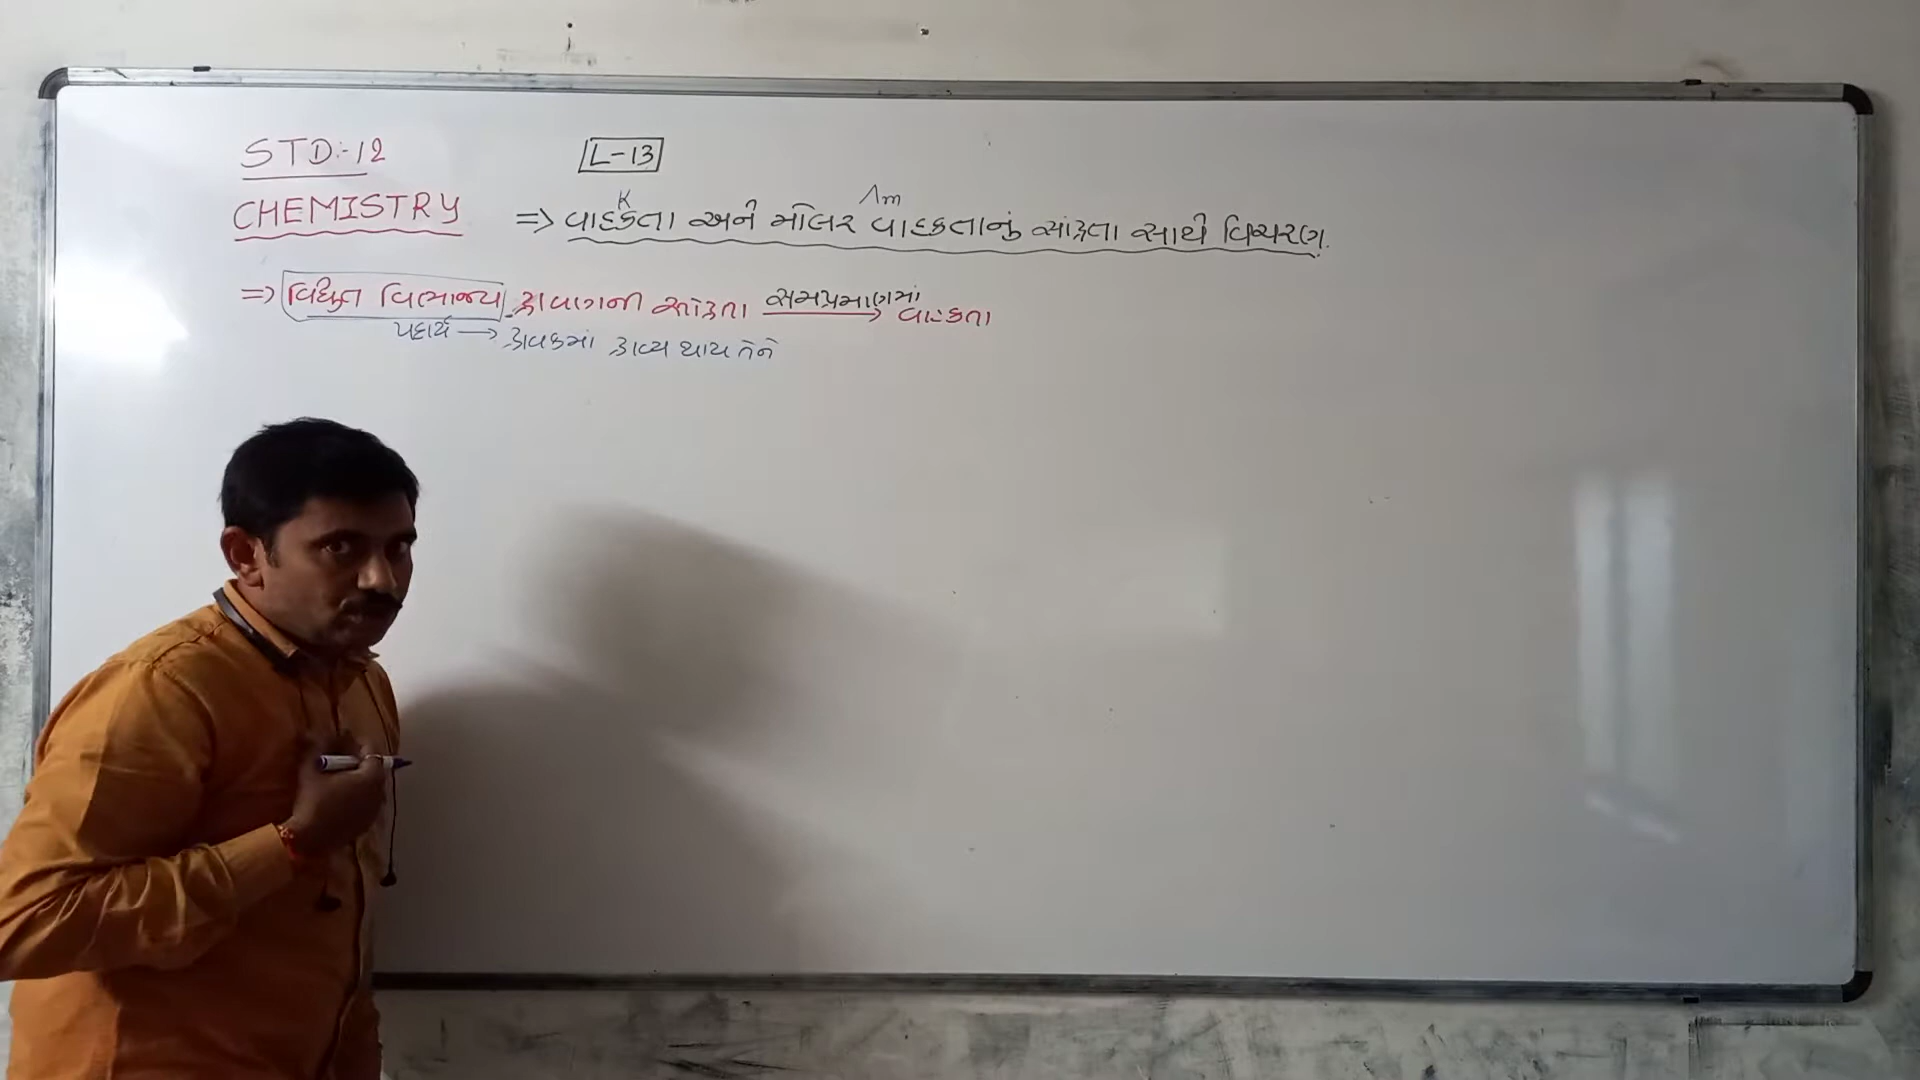 STD:-12
L-13
CHEMISTRY
K
Λm
⇒ વાહકતા અને મોલર વાહકતાનું સાંદ્રતા સાથે વિચરણ.
⇒ વિદ્યુત વિભાજ્ય દ્રાવણની સાંદ્રતા સમપ્રમાણમાં → વાહકતા
પદાર્થ → દ્રાવકમાં દ્રાવ્ય થાય તેને